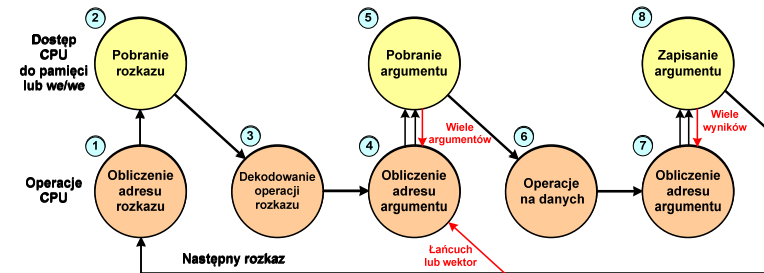 2
5
8
Dostęp
CPU
do pamięci
lub we/we
Pobranie
rozkazu
Pobranie
argumentu
Zapisanie
argumentu
Wiele
argumentów
Wiele
wyników
1
3
4
6
7
Operacje
CPU
Obliczenie
adresu
rozkazu
Dekodowanie
operacji
rozkazu
Obliczenie
adresu
argumentu
Operacje
na danych
Obliczenie
adresu
argumentu
Następny rozkaz
Łańcuch
lub wektor